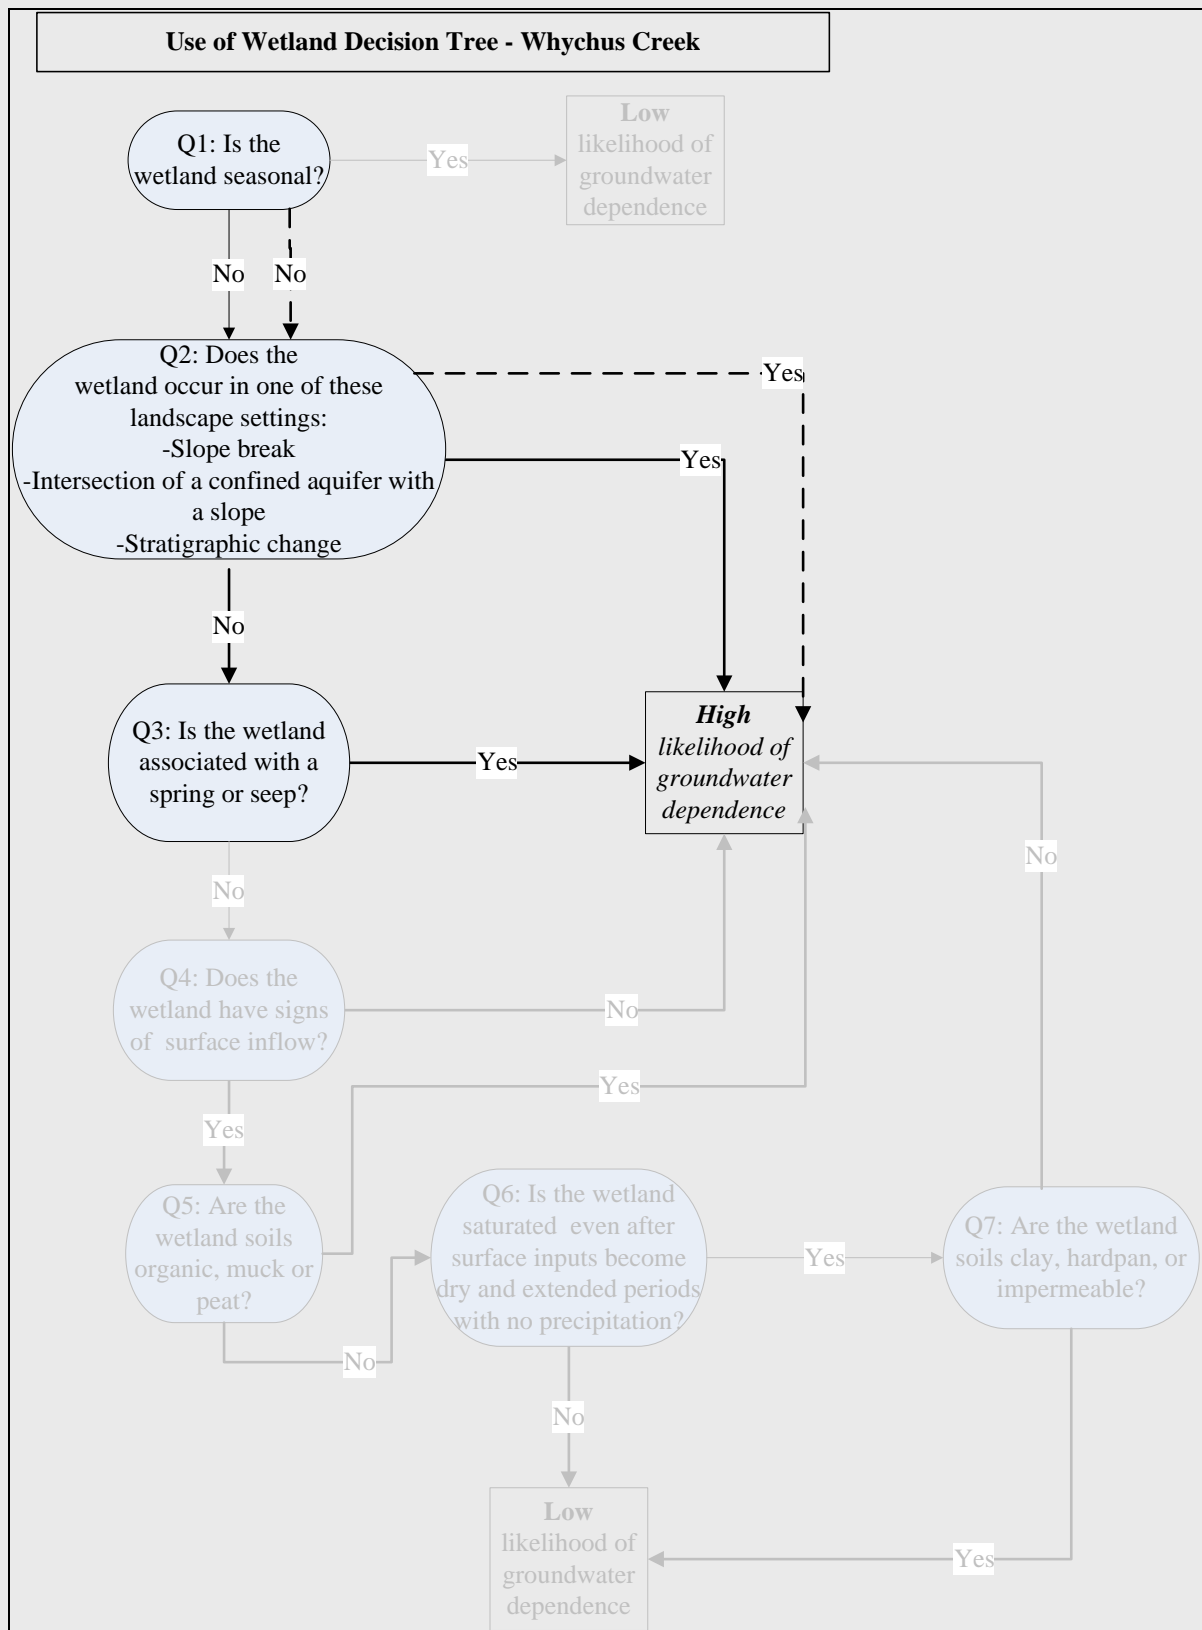 Use of Wetland Decision Tree - Whychus Creek
Q1: Is the
wetland seasonal?
Yes
Low
likelihood of
groundwater
dependence
No
No
Q2: Does the
wetland occur in one of these
landscape settings:
-Slope break
-Intersection of a confined aquifer with
a slope
-Stratigraphic change
Yes
Yes
No
Q3: Is the wetland
associated with a
spring or seep?
Yes
High
likelihood of
groundwater
dependence
No
No
Q4: Does the
wetland have signs
of surface inflow?
No
Yes
Yes
Q5: Are the
wetland soils
organic, muck or
peat?
No
Q6: Is the wetland
saturated even after
surface inputs become
dry and extended periods
with no precipitation?
Yes
Q7: Are the wetland
soils clay, hardpan, or
impermeable?
No
Yes
Low
likelihood of
groundwater
dependence